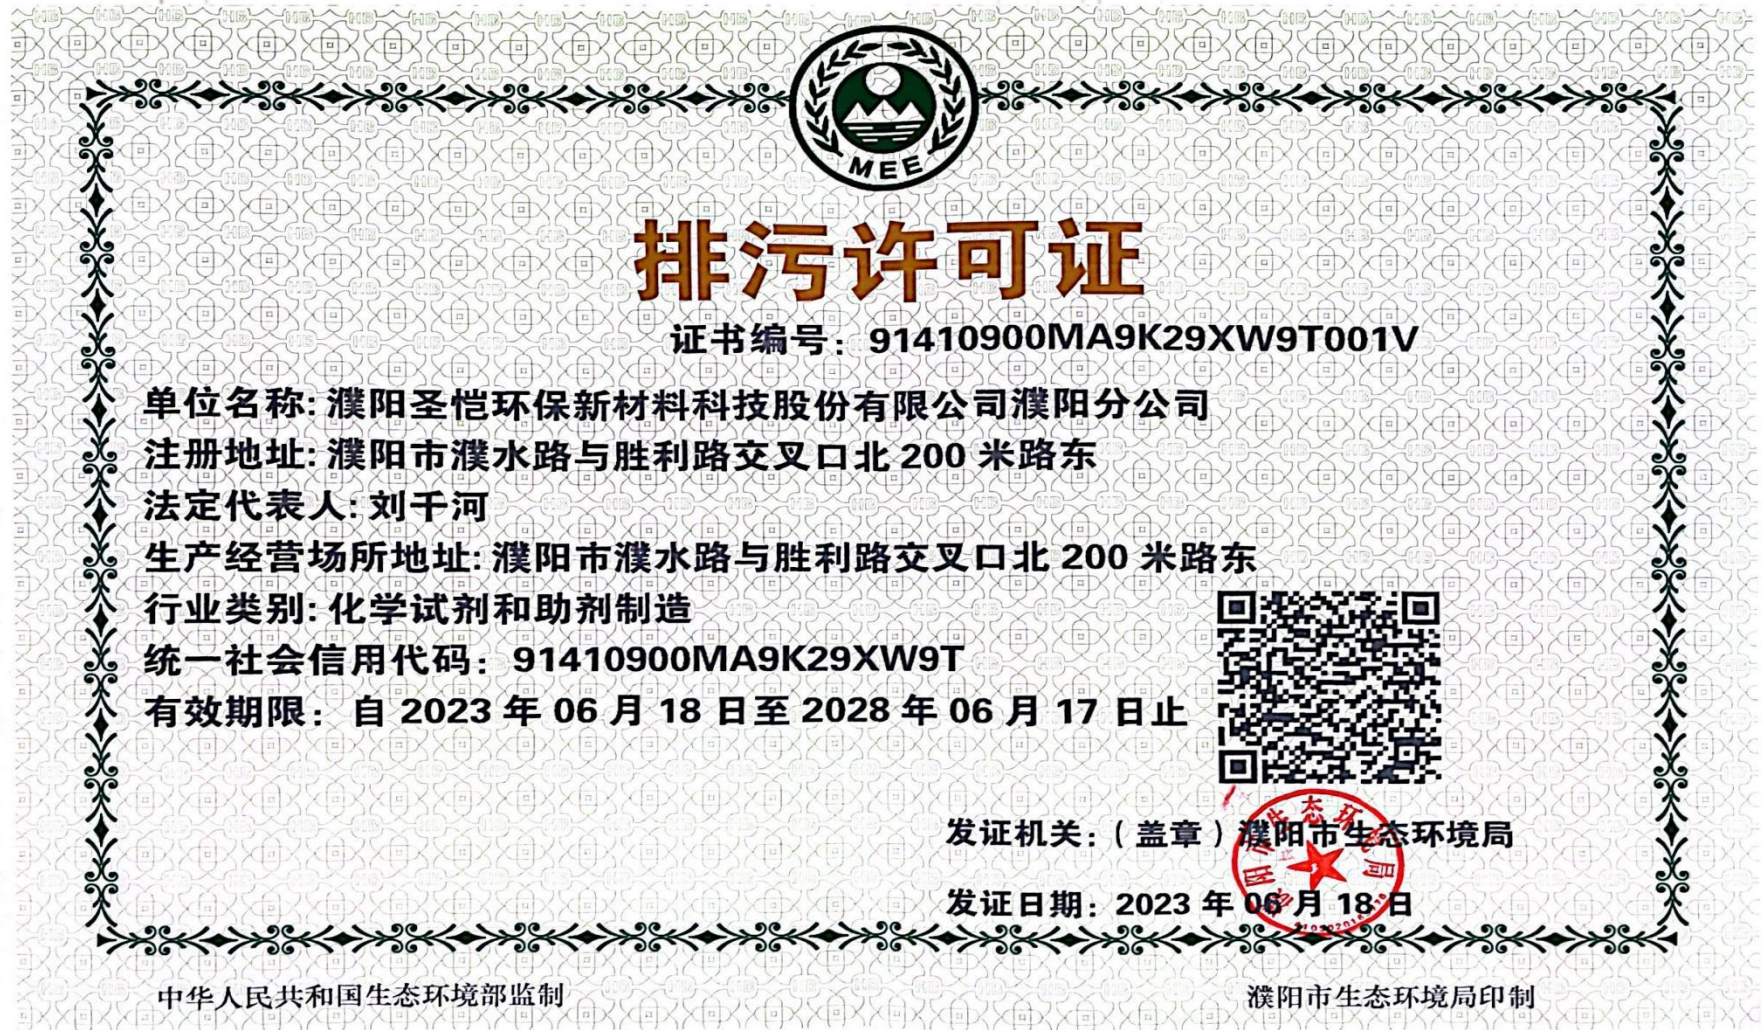 MEE
排污许可证
证书编号：91410900MA9K29XW9T001V
单位名称:濮阳圣恺环保新材料科技股份有限公司濮阳分公司
注册地址:濮阳市濮水路与胜利路交叉口北200米路东
法定代表人:刘千河
生产经营场所地址:濮阳市濮水路与胜利路交叉口北200米路东
行业类别:化学试剂和助剂制造
统一社会信用代码：91410900MA9K29XW9T
有效期限：自2023年06月18日至2028年06月17日止
发证机关：（盖章）濮阳市生态环境局
发证日期：2023年06月18日
中华人民共和国生态环境部监制
濮阳市生态环境局印制